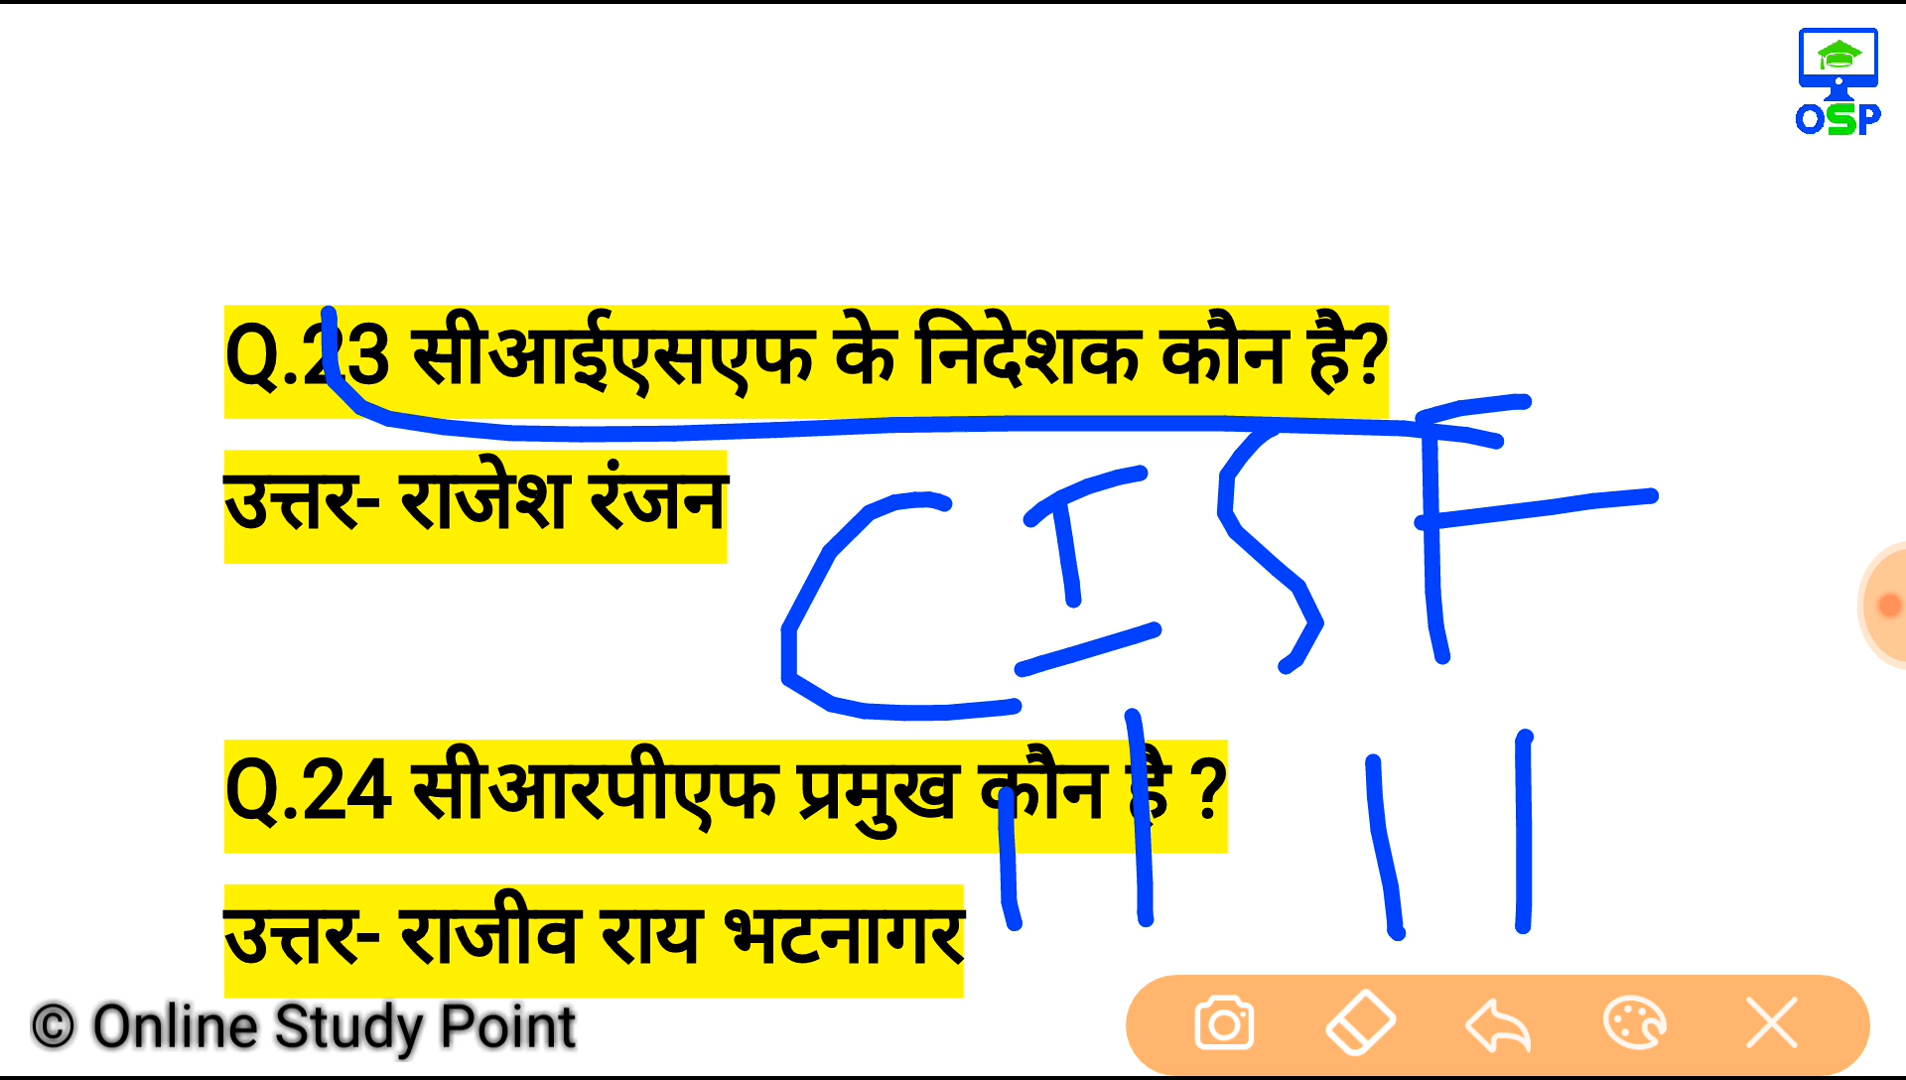 OSP
Q.23 सीआईएसएफ के निदेशक कौन है?
उत्तर- राजेश रंजन
CISF
Q.24 सीआरपीएफ प्रमुख कौन है ?
उत्तर- राजीव राय भटनागर
© Online Study Point